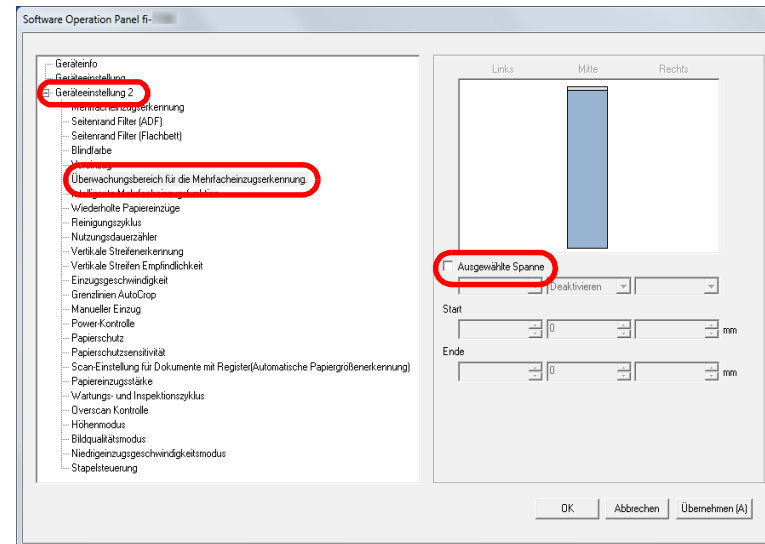 Software Operation Panel fi-
Geräteinfo
Geräteeinstellung
Geräteeinstellung 2
Mehrfacheinzugserkennung
Seitenrand Filter (ADF)
Seitenrand Filter (Flachbett)
Blindfarbe
Voreinzug
Überwachungsbereich für die Mehrfacheinzugserkennung.
Intelligente Mehrfacheinzugsfunktion
Wiederholte Papiereinzüge
Reinigungszyklus
Nutzungsdauerzähler
Vertikale Streifenerkennung
Vertikale Streifen Empfindlichkeit
Einzugsgeschwindigkeit
Grenzlinien AutoCrop
Manueller Einzug
Power-Kontrolle
Papierschutz
Papierschutzsensitivität
Scan-Einstellung für Dokumente mit Register(Automatische Papiergrößenerkennung)
Papiereinzugsstärke
Wartungs- und Inspektionszyklus
Overscan Kontrolle
Höhenmodus
Bildqualitätsmodus
Niedrigeinzugsgeschwindigkeitsmodus
Stapelsteuerung
Links Mitte Rechts
Ausgewählte Spanne
Deaktivieren
Start
0 mm
Ende
0 mm
OK Abbrechen Übernehmen (A)